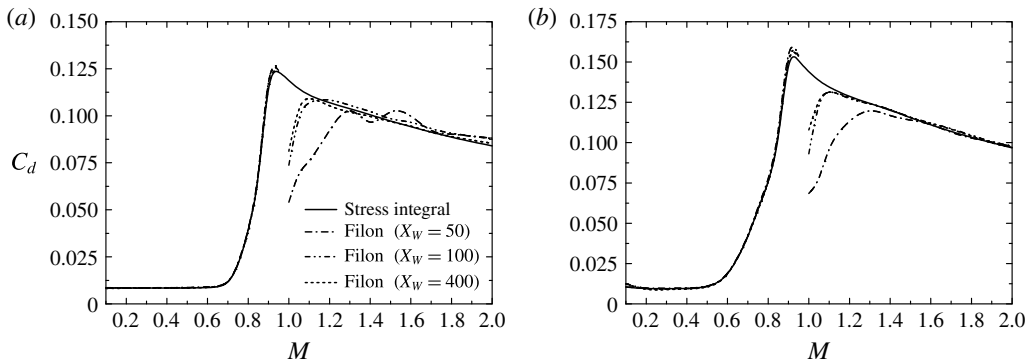 (a)
0.150
0.125
0.100
0.075
0.050
0.025
0
C_d
0.2 0.4 0.6 0.8 1.0 1.2 1.4 1.6 1.8 2.0
M
Stress integral
Filon (X_W = 50)
Filon (X_W = 100)
Filon (X_W = 400)
(b)
0.175
0.150
0.125
0.100
0.075
0.050
0.025
0
0.2 0.4 0.6 0.8 1.0 1.2 1.4 1.6 1.8 2.0
M